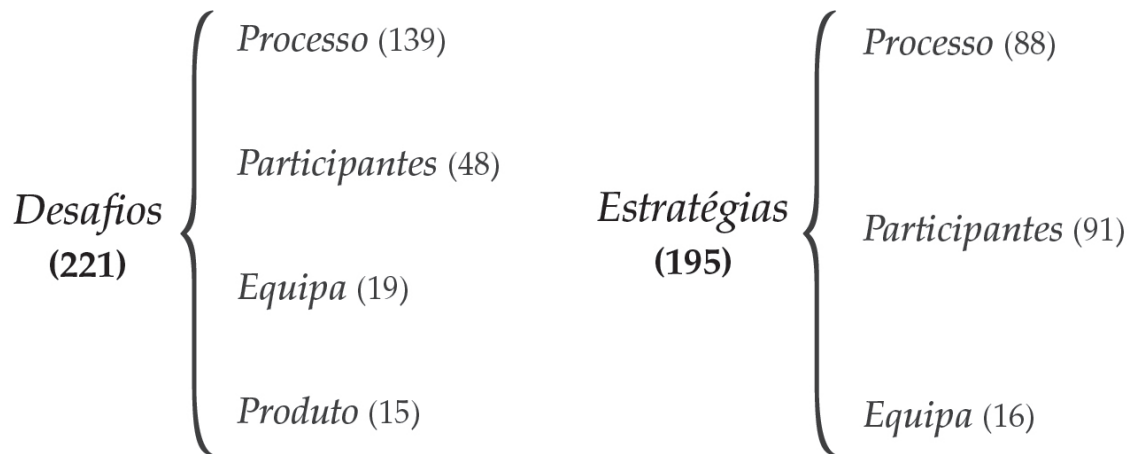 Desafios
(221)
Processo (139)
Participantes (48)
Equipa (19)
Produto (15)
Estratégias
(195)
Processo (88)
Participantes (91)
Equipa (16)